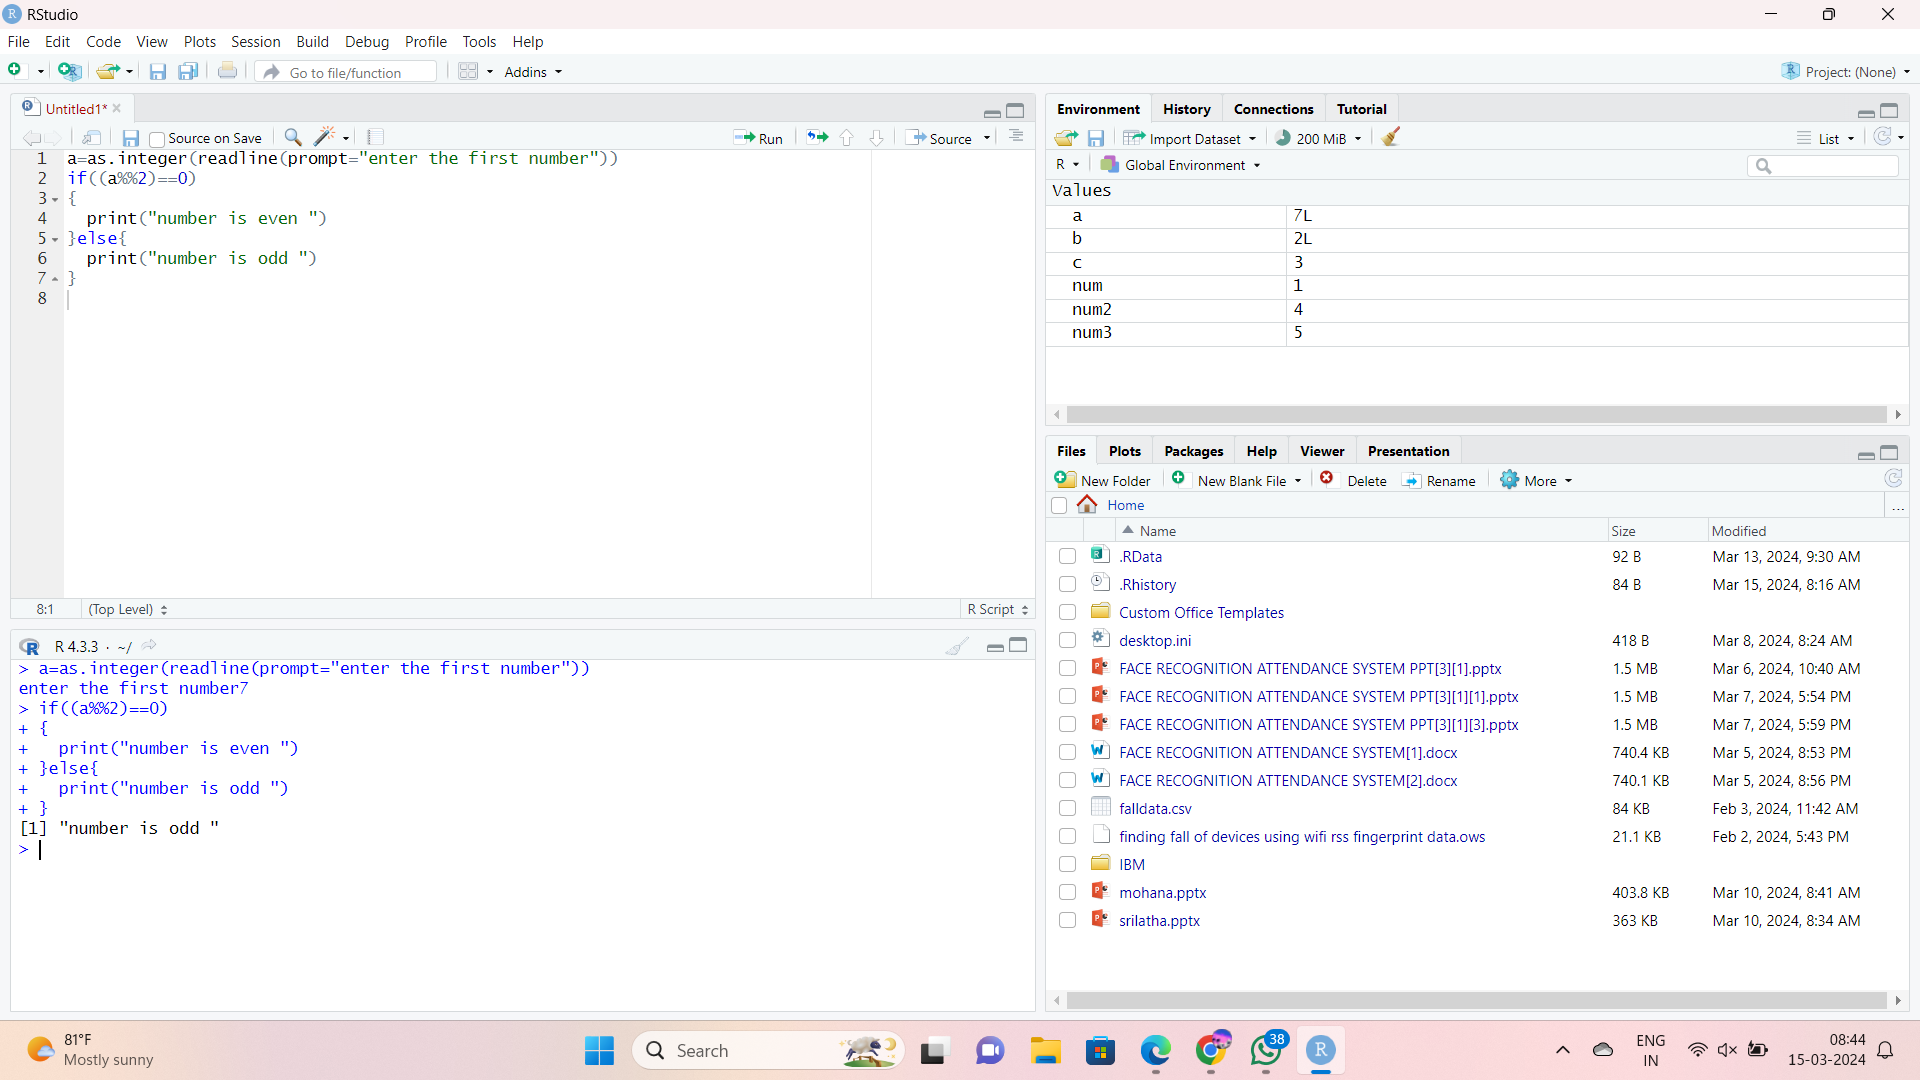 RStudio
File Edit Code View Plots Session Build Debug Profile Tools Help
Go to file/function Addins Project: (None)
Untitled1*
Source on Save Run Source
1 a=as.integer(readline(prompt="enter the first number"))
2 if((a%%2)==0)
3 {
4 print("number is even ")
5 }else{
6 print("number is odd ")
7 }
8
8:1 (Top Level) R Script
R 4.3.3 · ~/
> a=as.integer(readline(prompt="enter the first number"))
enter the first number7
> if((a%%2)==0)
+ {
+ print("number is even ")
+ }else{
+ print("number is odd ")
+ }
[1] "number is odd "
>
Environment History Connections Tutorial
Import Dataset 200 MiB List
R Global Environment
Values
a 7L
b 2L
c 3
num 1
num2 4
num3 5
Files Plots Packages Help Viewer Presentation
New Folder New Blank File Delete Rename More
Home ...
Name Size Modified
.RData 92 B Mar 13, 2024, 9:30 AM
.Rhistory 84 B Mar 15, 2024, 8:16 AM
Custom Office Templates
desktop.ini 418 B Mar 8, 2024, 8:24 AM
FACE RECOGNITION ATTENDANCE SYSTEM PPT[3][1].pptx 1.5 MB Mar 6, 2024, 10:40 AM
FACE RECOGNITION ATTENDANCE SYSTEM PPT[3][1][1].pptx 1.5 MB Mar 7, 2024, 5:54 PM
FACE RECOGNITION ATTENDANCE SYSTEM PPT[3][1][3].pptx 1.5 MB Mar 7, 2024, 5:59 PM
FACE RECOGNITION ATTENDANCE SYSTEM[1].docx 740.4 KB Mar 5, 2024, 8:53 PM
FACE RECOGNITION ATTENDANCE SYSTEM[2].docx 740.1 KB Mar 5, 2024, 8:56 PM
falldata.csv 84 KB Feb 3, 2024, 11:42 AM
finding fall of devices using wifi rss fingerprint data.ows 21.1 KB Feb 2, 2024, 5:43 PM
IBM
mohana.pptx 403.8 KB Mar 10, 2024, 8:41 AM
srilatha.pptx 363 KB Mar 10, 2024, 8:34 AM
81°F
Mostly sunny
Search
38
ENG
IN
08:44
15-03-2024